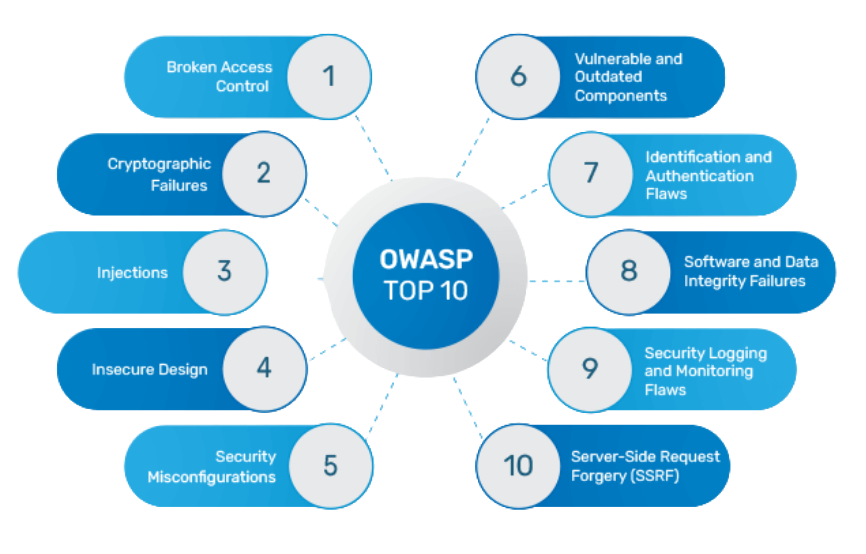 1
Broken Access
Control
2
Cryptographic
Failures
3
Injections
4
Insecure Design
5
Security
Misconfigurations
OWASP
TOP 10
6
Vulnerable and
Outdated
Components
7
Identification and
Authentication
Flaws
8
Software and Data
Integrity Failures
9
Security Logging
and Monitoring
Flaws
10
Server-Side Request
Forgery (SSRF)